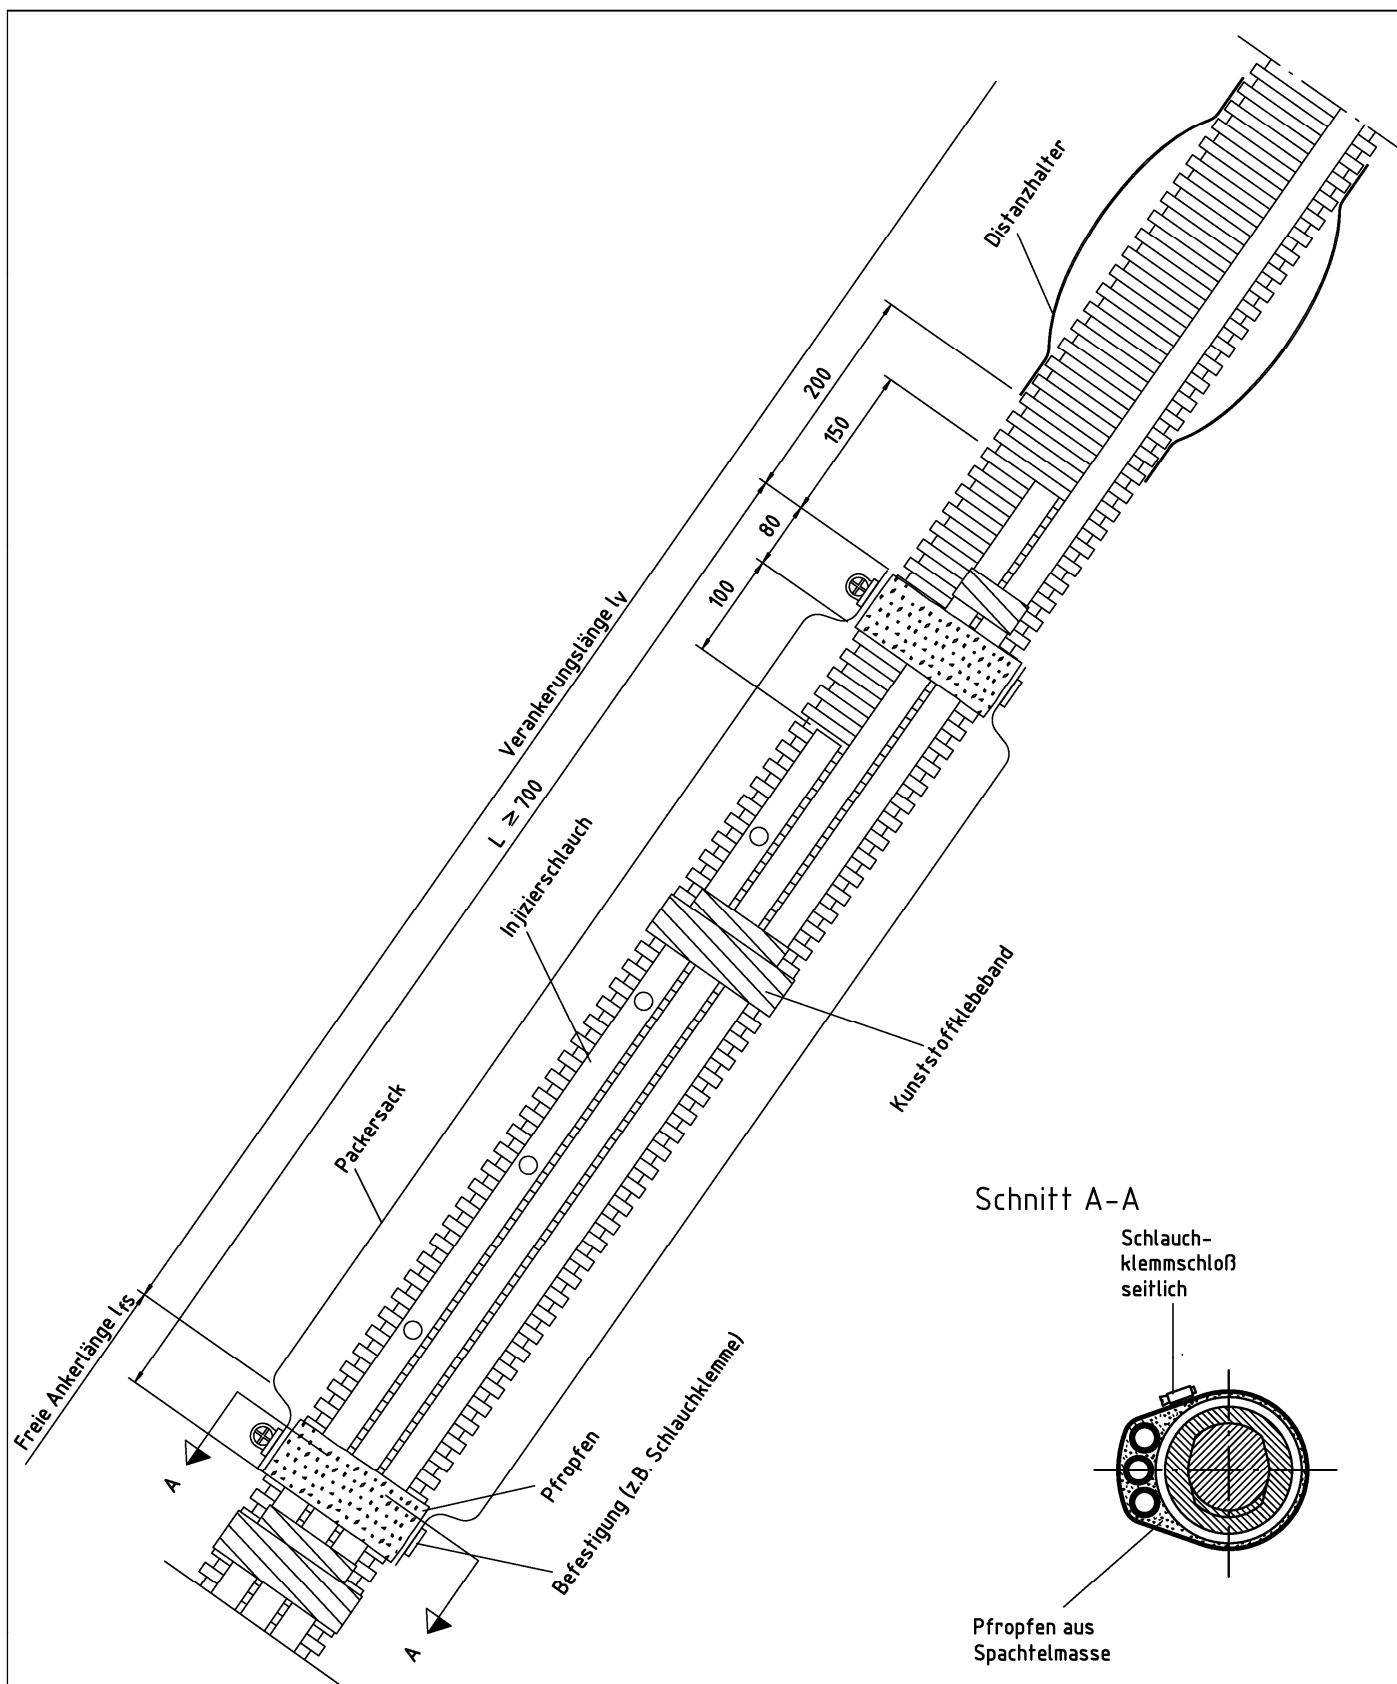 Distanzhalter
200
150
80
100
Verankerungslänge lv
L ≥ 700
Injizierschlauch
Kunststoffklebeband
Packersack
Schnitt A-A
Schlauch-
klemmschloß
seitlich
Freie Ankerlänge lfs
A
Pfropfen
Befestigung (z.B. Schlauchklemme)
A
Pfropfen aus
Spachtelmasse